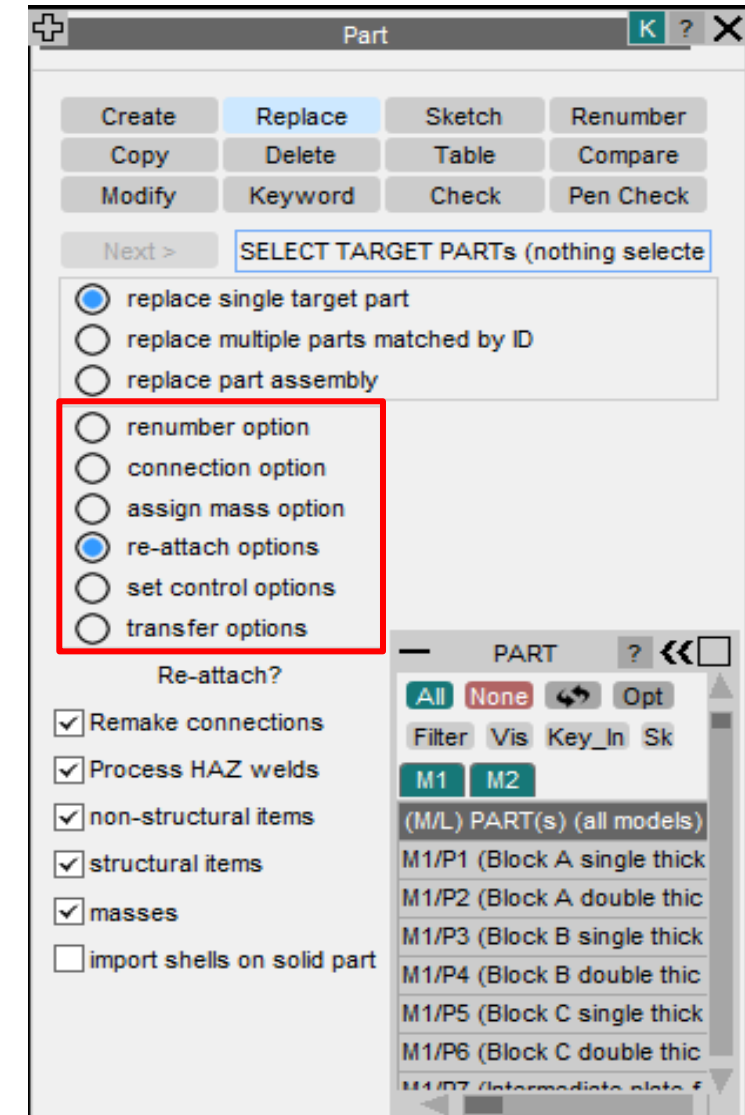 Part K ?
Create Replace Sketch Renumber
Copy Delete Table Compare
Modify Keyword Check Pen Check
Next > SELECT TARGET PARTs (nothing selecte
replace single target part
replace multiple parts matched by ID
replace part assembly
renumber option
connection option
assign mass option
re-attach options
set control options
transfer options
Re-attach?
Remake connections
Process HAZ welds
non-structural items
structural items
masses
import shells on solid part
PART ?
All None Opt
Filter Vis Key_In Sk
M1 M2
(M/L) PART(s) (all models)
M1/P1 (Block A single thick
M1/P2 (Block A double thic
M1/P3 (Block B single thick
M1/P4 (Block B double thic
M1/P5 (Block C single thick
M1/P6 (Block C double thic
M1/P7 (Intermediate plate f